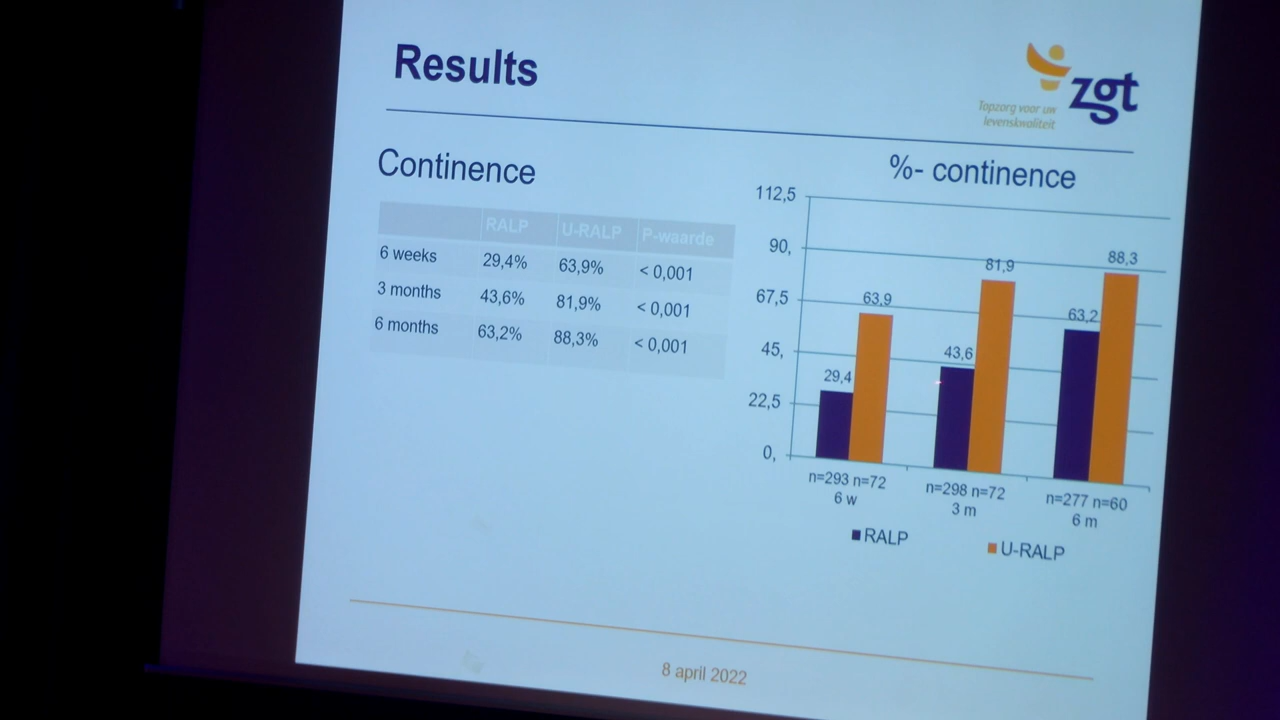 Results
zgt
Topzorg voor uw
levenskwaliteit
Continence
RALP U-RALP P-waarde
6 weeks 29,4% 63,9% < 0,001
3 months 43,6% 81,9% < 0,001
6 months 63,2% 88,3% < 0,001
%- continence
112,5
90,
67,5
45,
22,5
0,
29,4 63,9
43,6 81,9
63,2 88,3
n=293 n=72
6 w
n=298 n=72
3 m
n=277 n=60
6 m
RALP U-RALP
8 april 2022